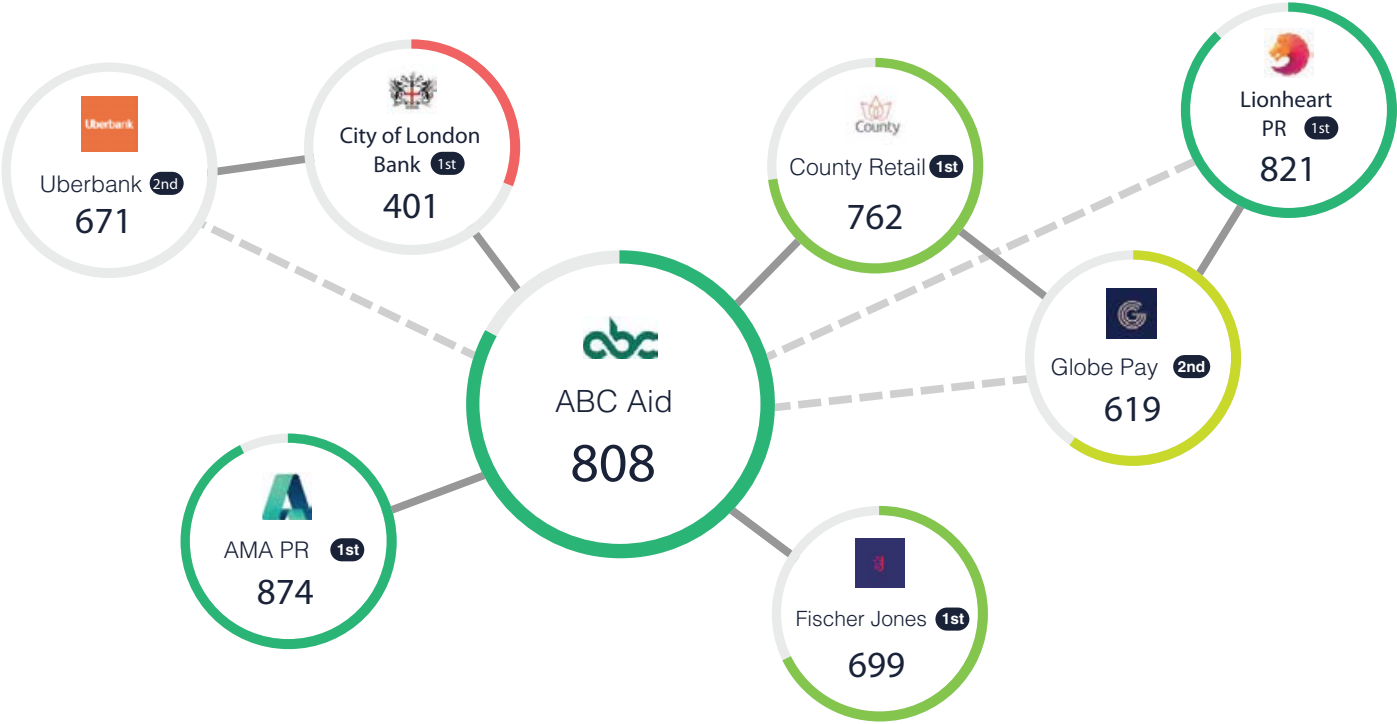 Uberbank
Uberbank 2nd
671
City of London
Bank 1st
401
County
County Retail 1st
762
Lionheart
PR 1st
821
abc
ABC Aid
808
G
Globe Pay 2nd
619
AMA PR 1st
874
Fischer Jones 1st
699